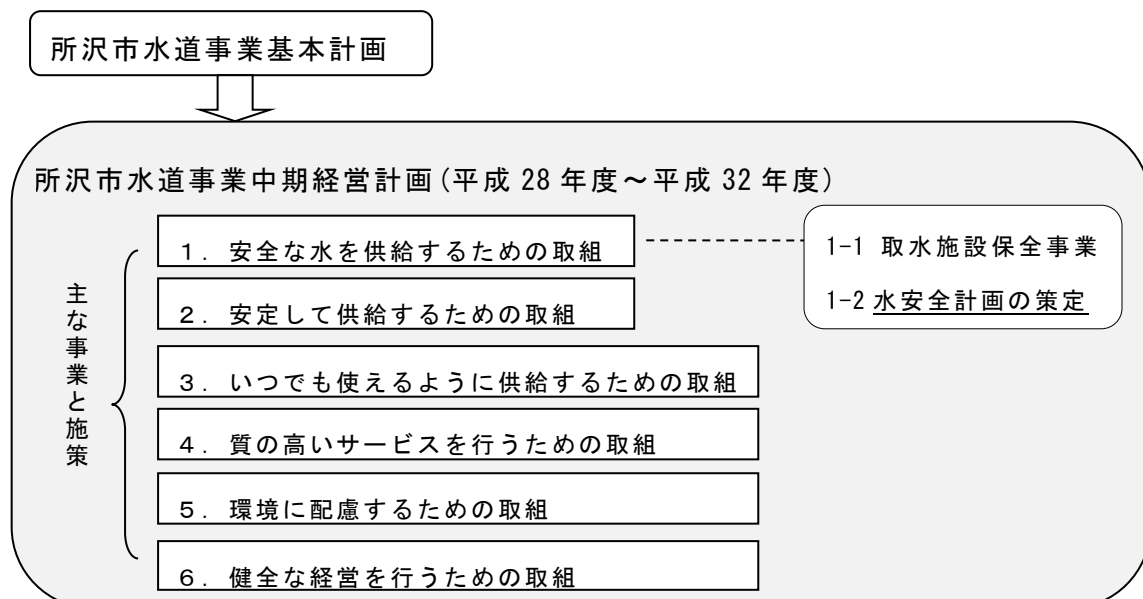 所沢市水道事業基本計画
所沢市水道事業中期経営計画(平成 28 年度～平成 32 年度)
主な事業と施策
１. 安全な水を供給するための取組
1-1 取水施設保全事業
1-2 水安全計画の策定
２. 安定して供給するための取組
３. いつでも使えるように供給するための取組
４. 質の高いサービスを行うための取組
５. 環境に配慮するための取組
６. 健全な経営を行うための取組